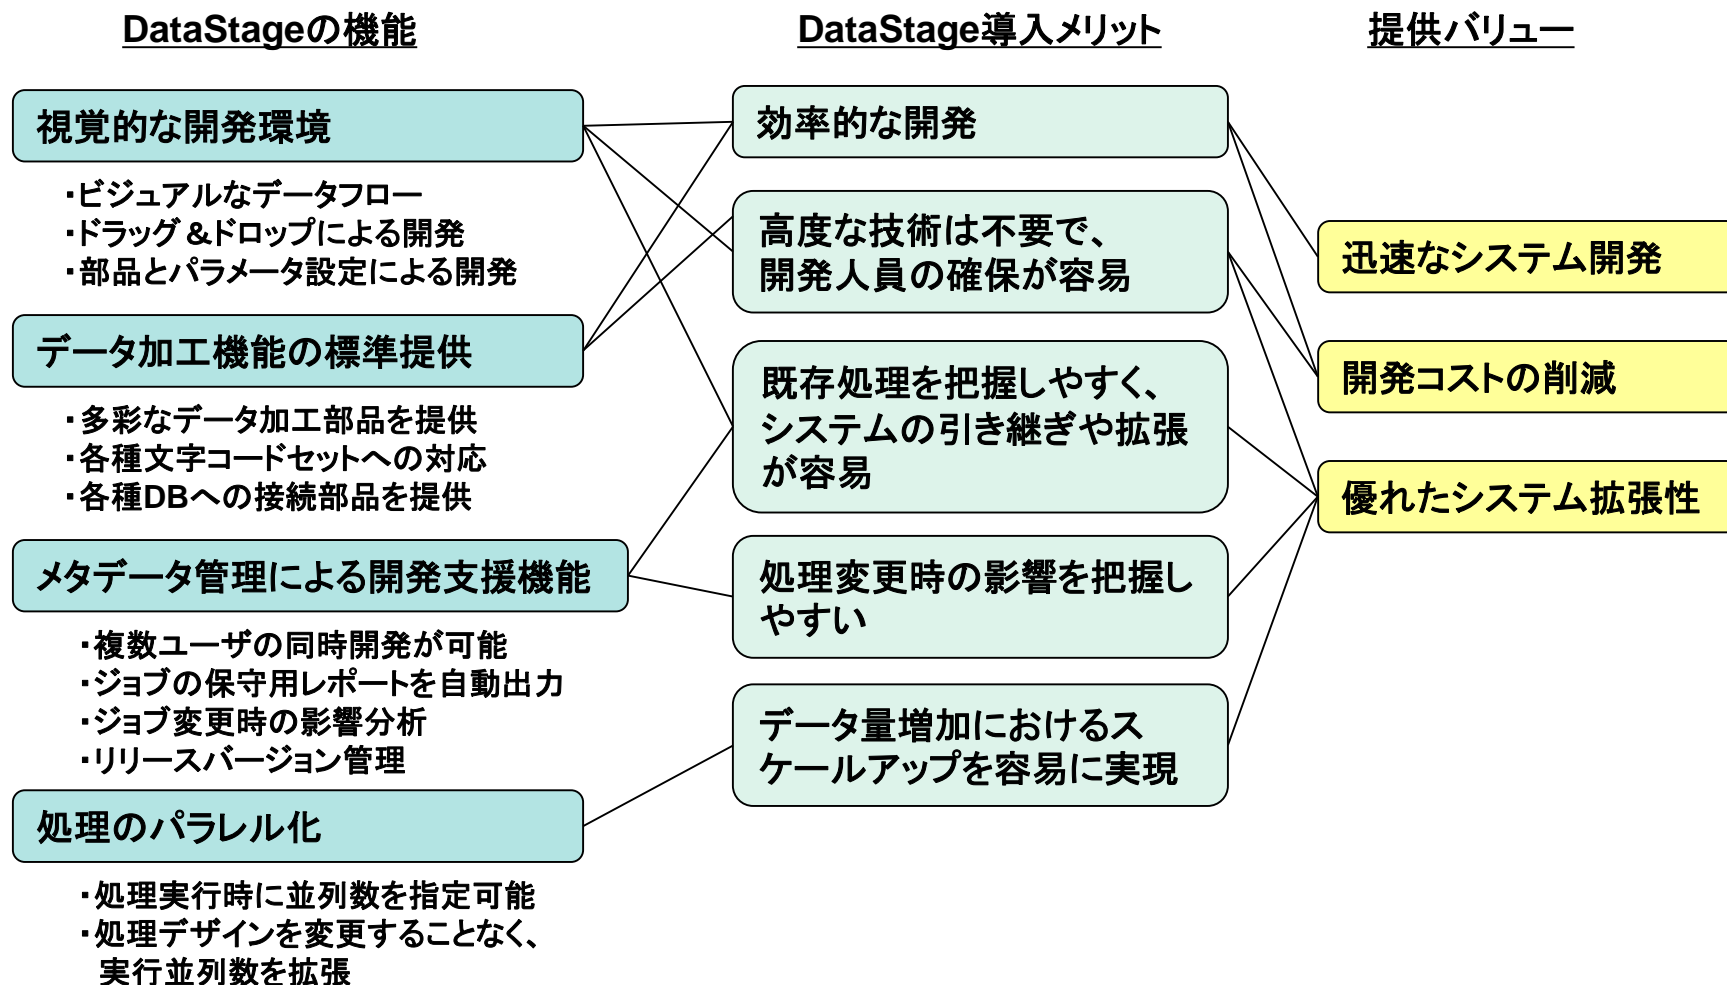 DataStageの機能
視覚的な開発環境
・ビジュアルなデータフロー
・ドラッグ&ドロップによる開発
・部品とパラメータ設定による開発
データ加工機能の標準提供
・多彩なデータ加工部品を提供
・各種文字コードセットへの対応
・各種DBへの接続部品を提供
メタデータ管理による開発支援機能
・複数ユーザの同時開発が可能
・ジョブの保守用レポートを自動出力
・ジョブ変更時の影響分析
・リリースバージョン管理
処理のパラレル化
・処理実行時に並列数を指定可能
・処理デザインを変更することなく、
実行並列数を拡張
DataStage導入メリット
効率的な開発
高度な技術は不要で、
開発人員の確保が容易
既存処理を把握しやすく、
システムの引き継ぎや拡張
が容易
処理変更時の影響を把握し
やすい
データ量増加におけるス
ケールアップを容易に実現
提供バリュー
迅速なシステム開発
開発コストの削減
優れたシステム拡張性